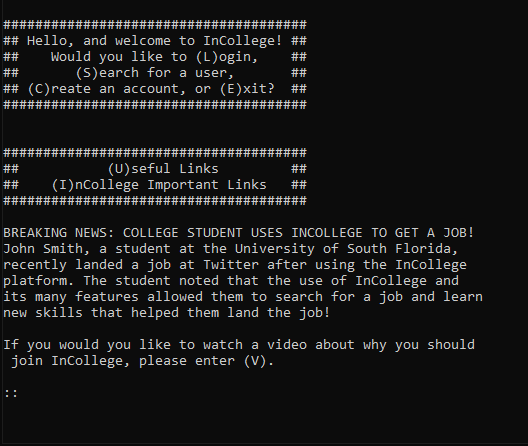 ######################################
## Hello, and welcome to InCollege! ##
##    Would you like to (L)ogin,    ##
##       (S)earch for a user,       ##
## (C)reate an account, or (E)xit?  ##
######################################
######################################
##           (U)seful Links         ##
##    (I)nCollege Important Links   ##
######################################
BREAKING NEWS: COLLEGE STUDENT USES INCOLLEGE TO GET A JOB!
John Smith, a student at the University of South Florida,
recently landed a job at Twitter after using the InCollege
platform. The student noted that the use of InCollege and
its many features allowed them to search for a job and learn
new skills that helped them land the job!
If you would you like to watch a video about why you should
 join InCollege, please enter (V).
::